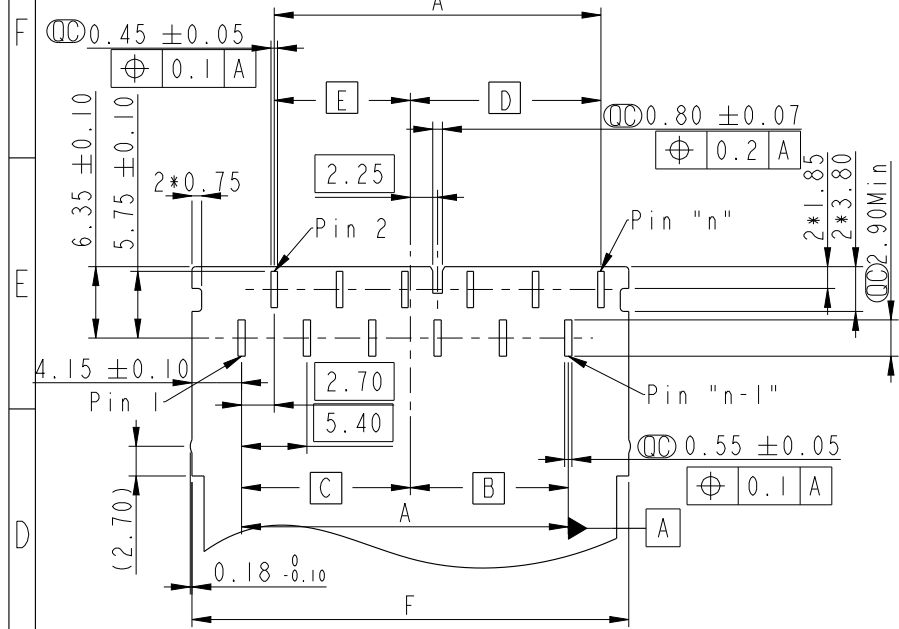 A
F
QC 0.45 ±0.05
⌖ 0.1 A
E
D
QC 0.80 ±0.07
⌖ 0.2 A
6.35 ±0.10
5.75 ±0.10
2*0.75
2.25
2*1.85
2*3.80
QC 2.90Min
Pin 2
Pin "n"
E
4.15 ±0.10
Pin 1
2.70
5.40
Pin "n-1"
QC 0.55 ±0.05
⌖ 0.1 A
C
B
A
A
D
(2.70)
0.18 0 -0.10
F